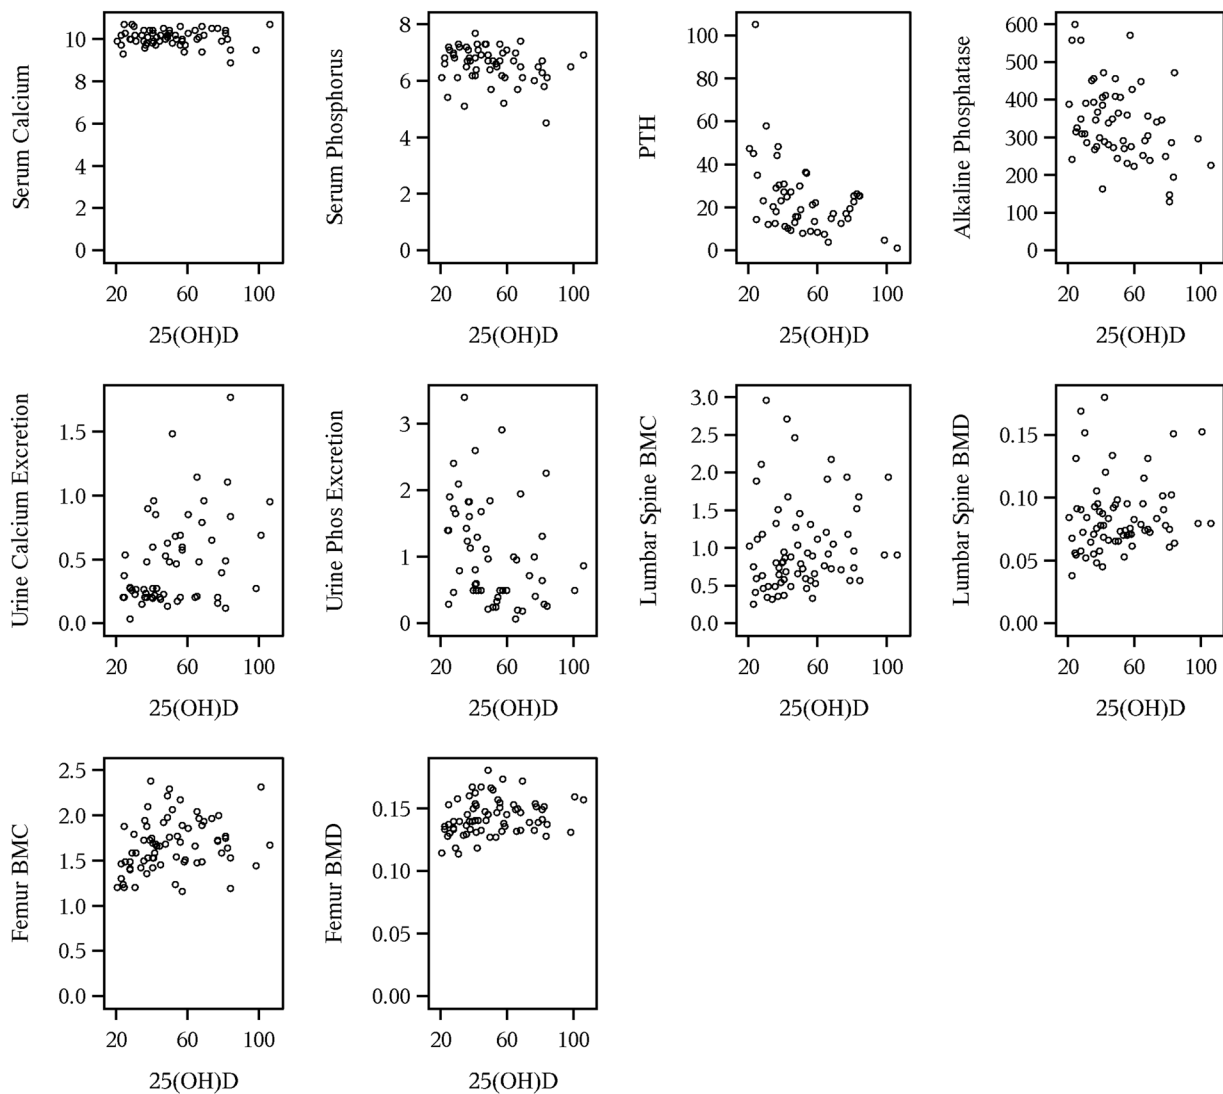 Serum Calcium
10
8
6
4
2
0
20 60 100
25(OH)D
Serum Phosphorus
8
6
4
2
0
20 60 100
25(OH)D
PTH
100
80
60
40
20
0
20 60 100
25(OH)D
Alkaline Phosphatase
600
500
400
300
200
100
0
20 60 100
25(OH)D
Urine Calcium Excretion
1.5
1.0
0.5
0.0
20 60 100
25(OH)D
Urine Phos Excretion
3
2
1
0
20 60 100
25(OH)D
Lumbar Spine BMC
3.0
2.5
2.0
1.5
1.0
0.5
0.0
20 60 100
25(OH)D
Lumbar Spine BMD
0.15
0.10
0.05
0.00
20 60 100
25(OH)D
Femur BMC
2.5
2.0
1.5
1.0
0.5
0.0
20 60 100
25(OH)D
Femur BMD
0.15
0.10
0.05
0.00
20 60 100
25(OH)D